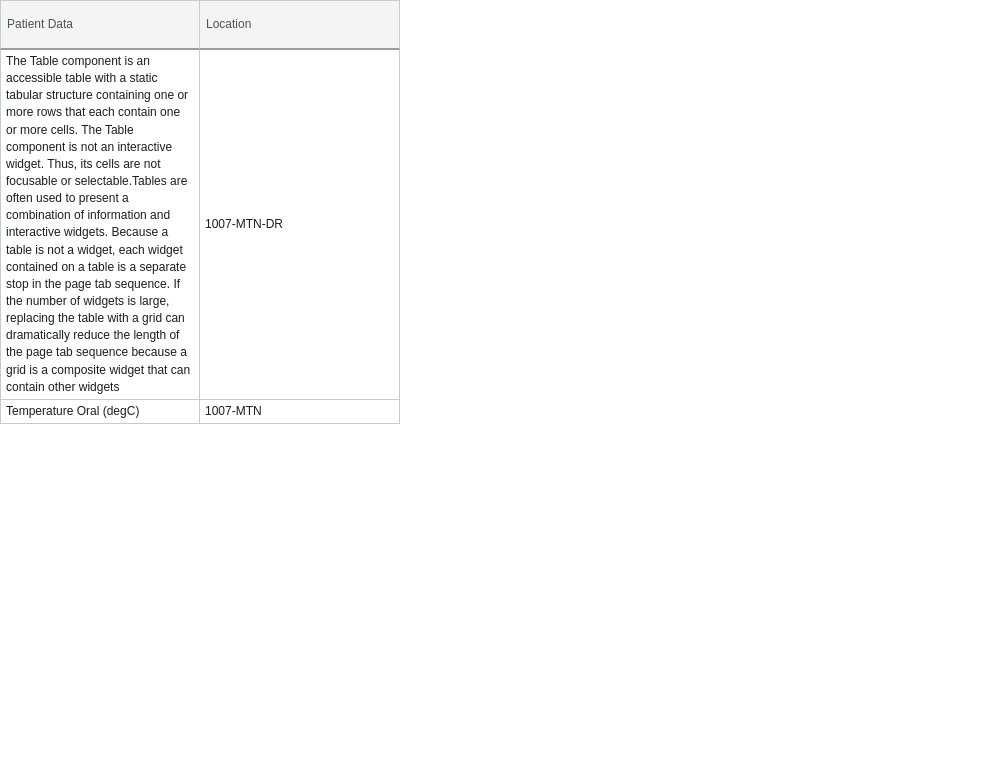 Patient Data
Location
The Table component is an
accessible table with a static
tabular structure containing one or
more rows that each contain one
or more cells. The Table
component is not an interactive
widget. Thus, its cells are not
focusable or selectable.Tables are
often used to present a
combination of information and
interactive widgets. Because a
table is not a widget, each widget
contained on a table is a separate
stop in the page tab sequence. If
the number of widgets is large,
replacing the table with a grid can
dramatically reduce the length of
the page tab sequence because a
grid is a composite widget that can
contain other widgets
1007-MTN-DR
Temperature Oral (degC)
1007-MTN